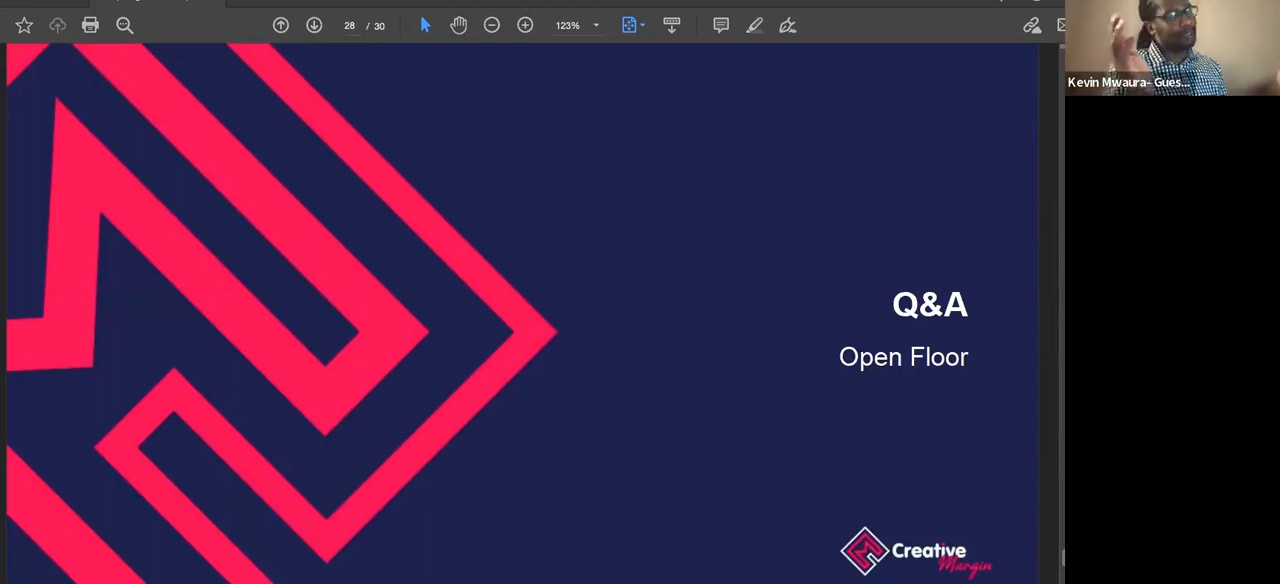 28 / 30
123%
Kevin Mwaura- Gues...
Q&A
Open Floor
Creative
Margin